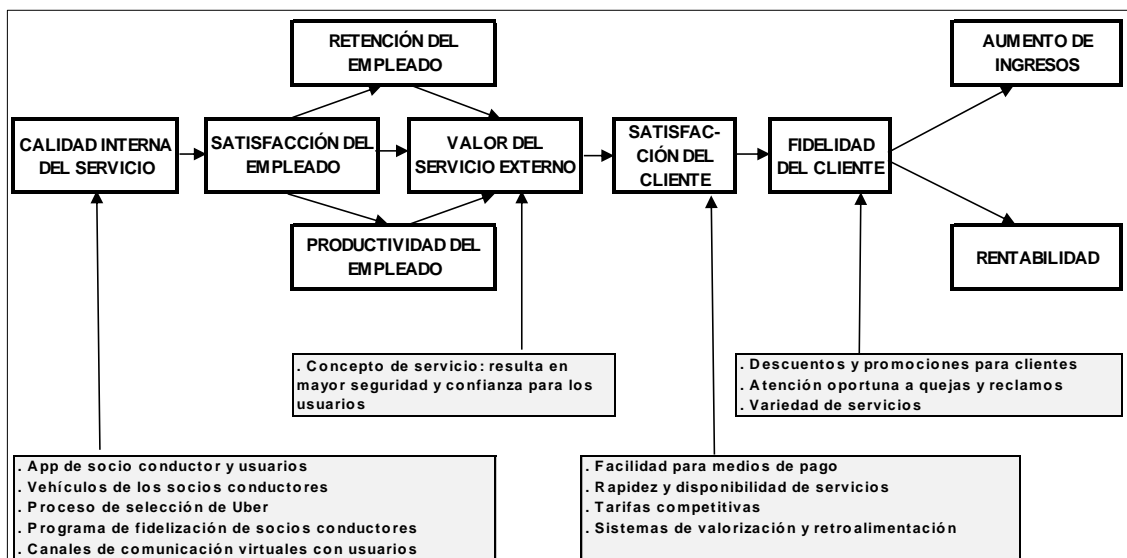 RETENCIÓN DEL
EMPLEADO
AUMENTO DE
INGRESOS
CALIDAD INTERNA
DEL SERVICIO
SATISFACCIÓN DEL
EMPLEADO
VALOR DEL
SERVICIO EXTERNO
SATISFAC-
CIÓN DEL
CLIENTE
FIDELIDAD
DEL CLIENTE
PRODUCTIVIDAD DEL
EMPLEADO
RENTABILIDAD
. Concepto de servicio: resulta en
mayor seguridad y confianza para los
usuarios
. Descuentos y promociones para clientes
. Atención oportuna a quejas y reclamos
. Variedad de servicios
. App de socio conductor y usuarios
. Vehículos de los socios conductores
. Proceso de selección de Uber
. Programa de fidelización de socios conductores
. Canales de comunicación virtuales con usuarios
. Facilidad para medios de pago
. Rapidez y disponibilidad de servicios
. Tarifas competitivas
. Sistemas de valorización y retroalimentación